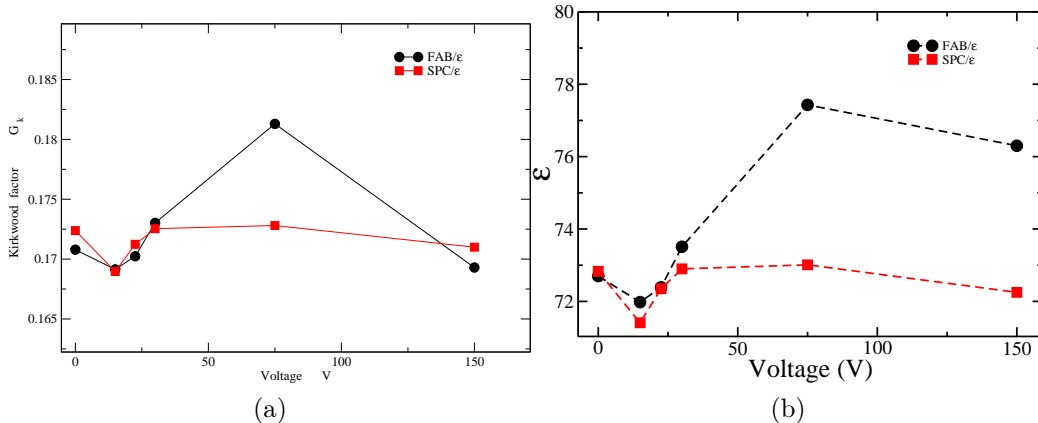 FAB/ε
SPC/ε
0.185
0.18
0.175
0.17
0.165
Kirkwood factor G k
0 50 100 150
Voltage V
(a)
80
78
76
74
72
ε
FAB/ε
SPC/ε
0 50 100 150
Voltage (V)
(b)